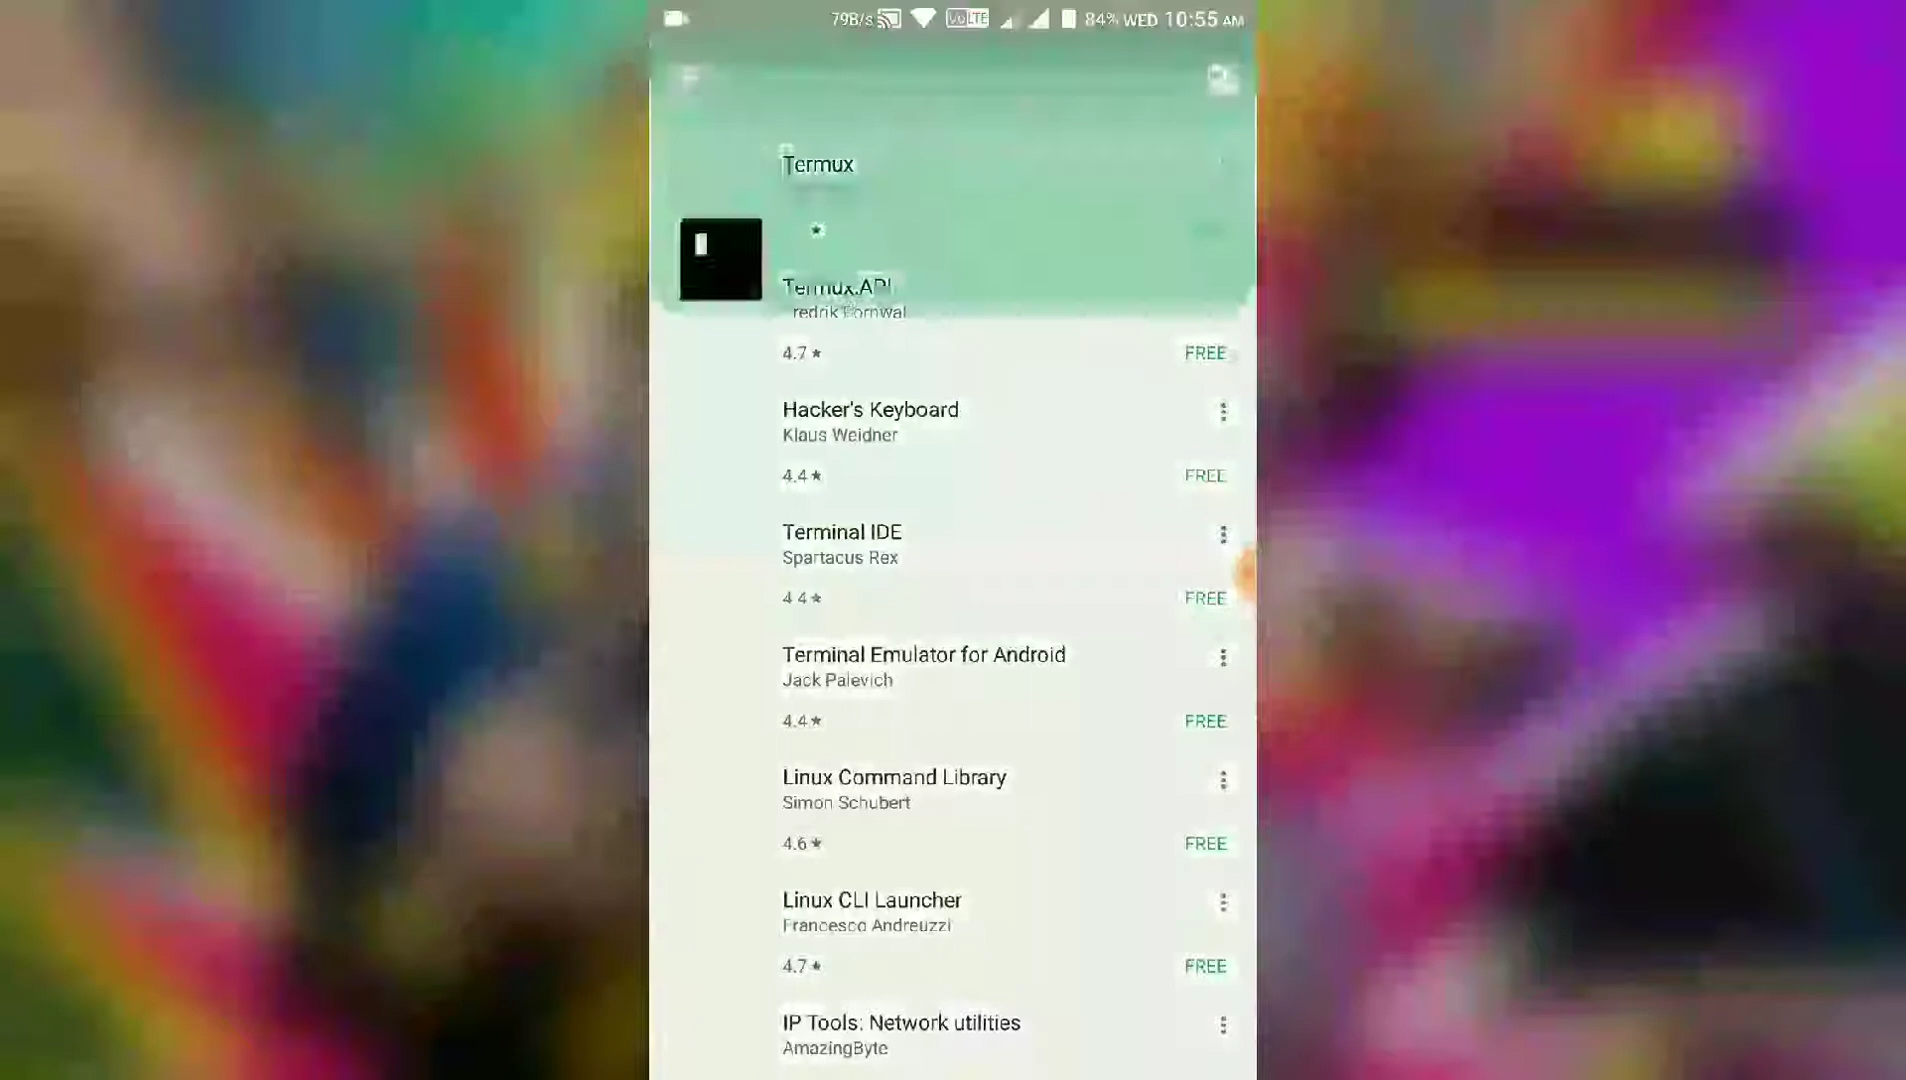 79B/s VoLTE 84% WED 10:55 AM
Termux
Termux:API
redrik Fornwal
4.7 ★ FREE
Hacker's Keyboard
Klaus Weidner
4.4 ★ FREE
Terminal IDE
Spartacus Rex
4 4 ★ FREE
Terminal Emulator for Android
Jack Palevich
4.4 ★ FREE
Linux Command Library
Simon Schubert
4.6 ★ FREE
Linux CLI Launcher
Francesco Andreuzzi
4.7 ★ FREE
IP Tools: Network utilities
AmazingByte